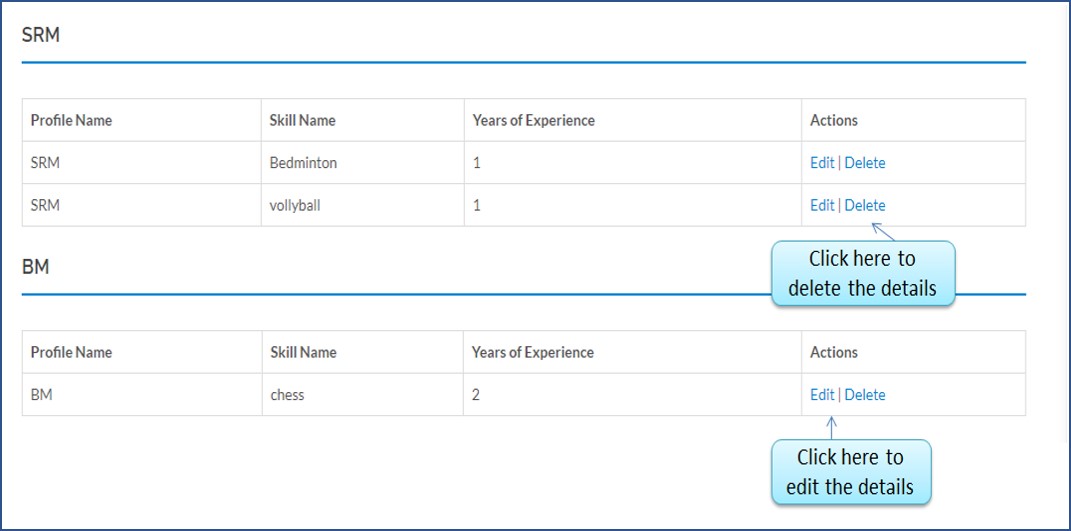 SRM
Profile Name Skill Name Years of Experience Actions
SRM Bedminton 1 Edit | Delete
SRM vollyball 1 Edit | Delete
Click here to
delete the details
BM
Profile Name Skill Name Years of Experience Actions
BM chess 2 Edit | Delete
Click here to
edit the details